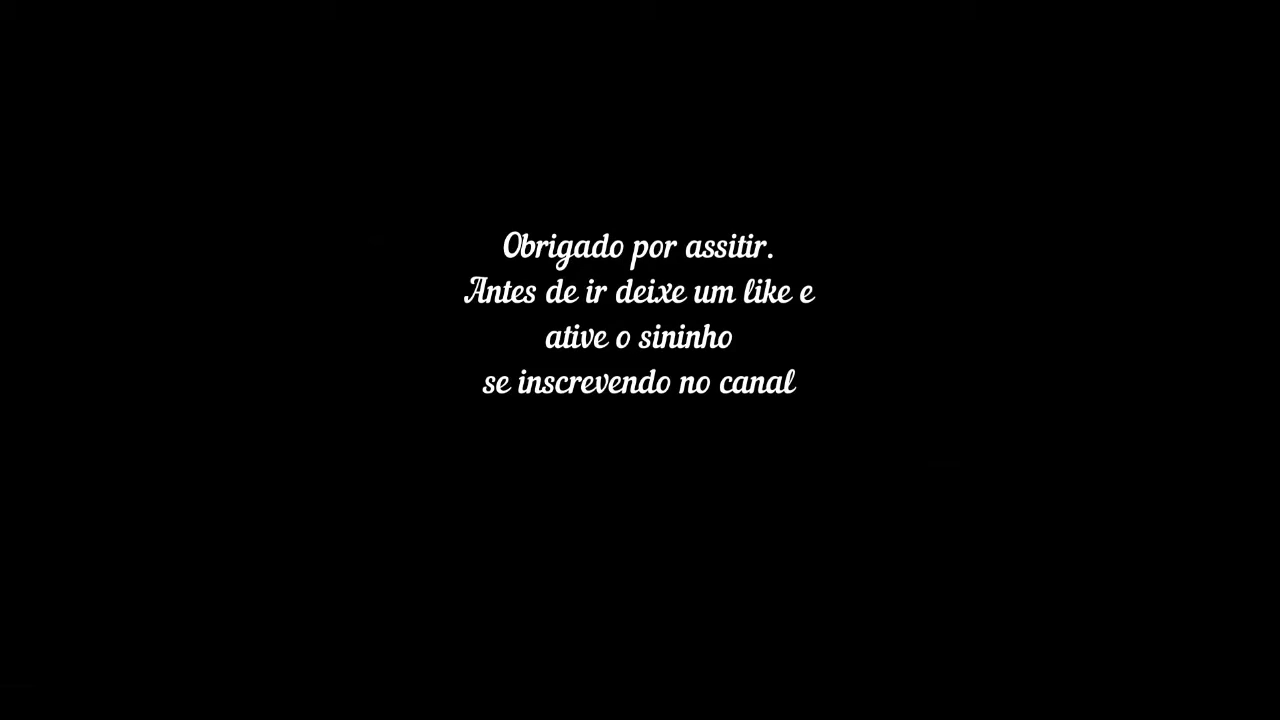 Obrigado por assitir.
Antes de ir deixe um like e
ative o sininho
se inscrevendo no canal